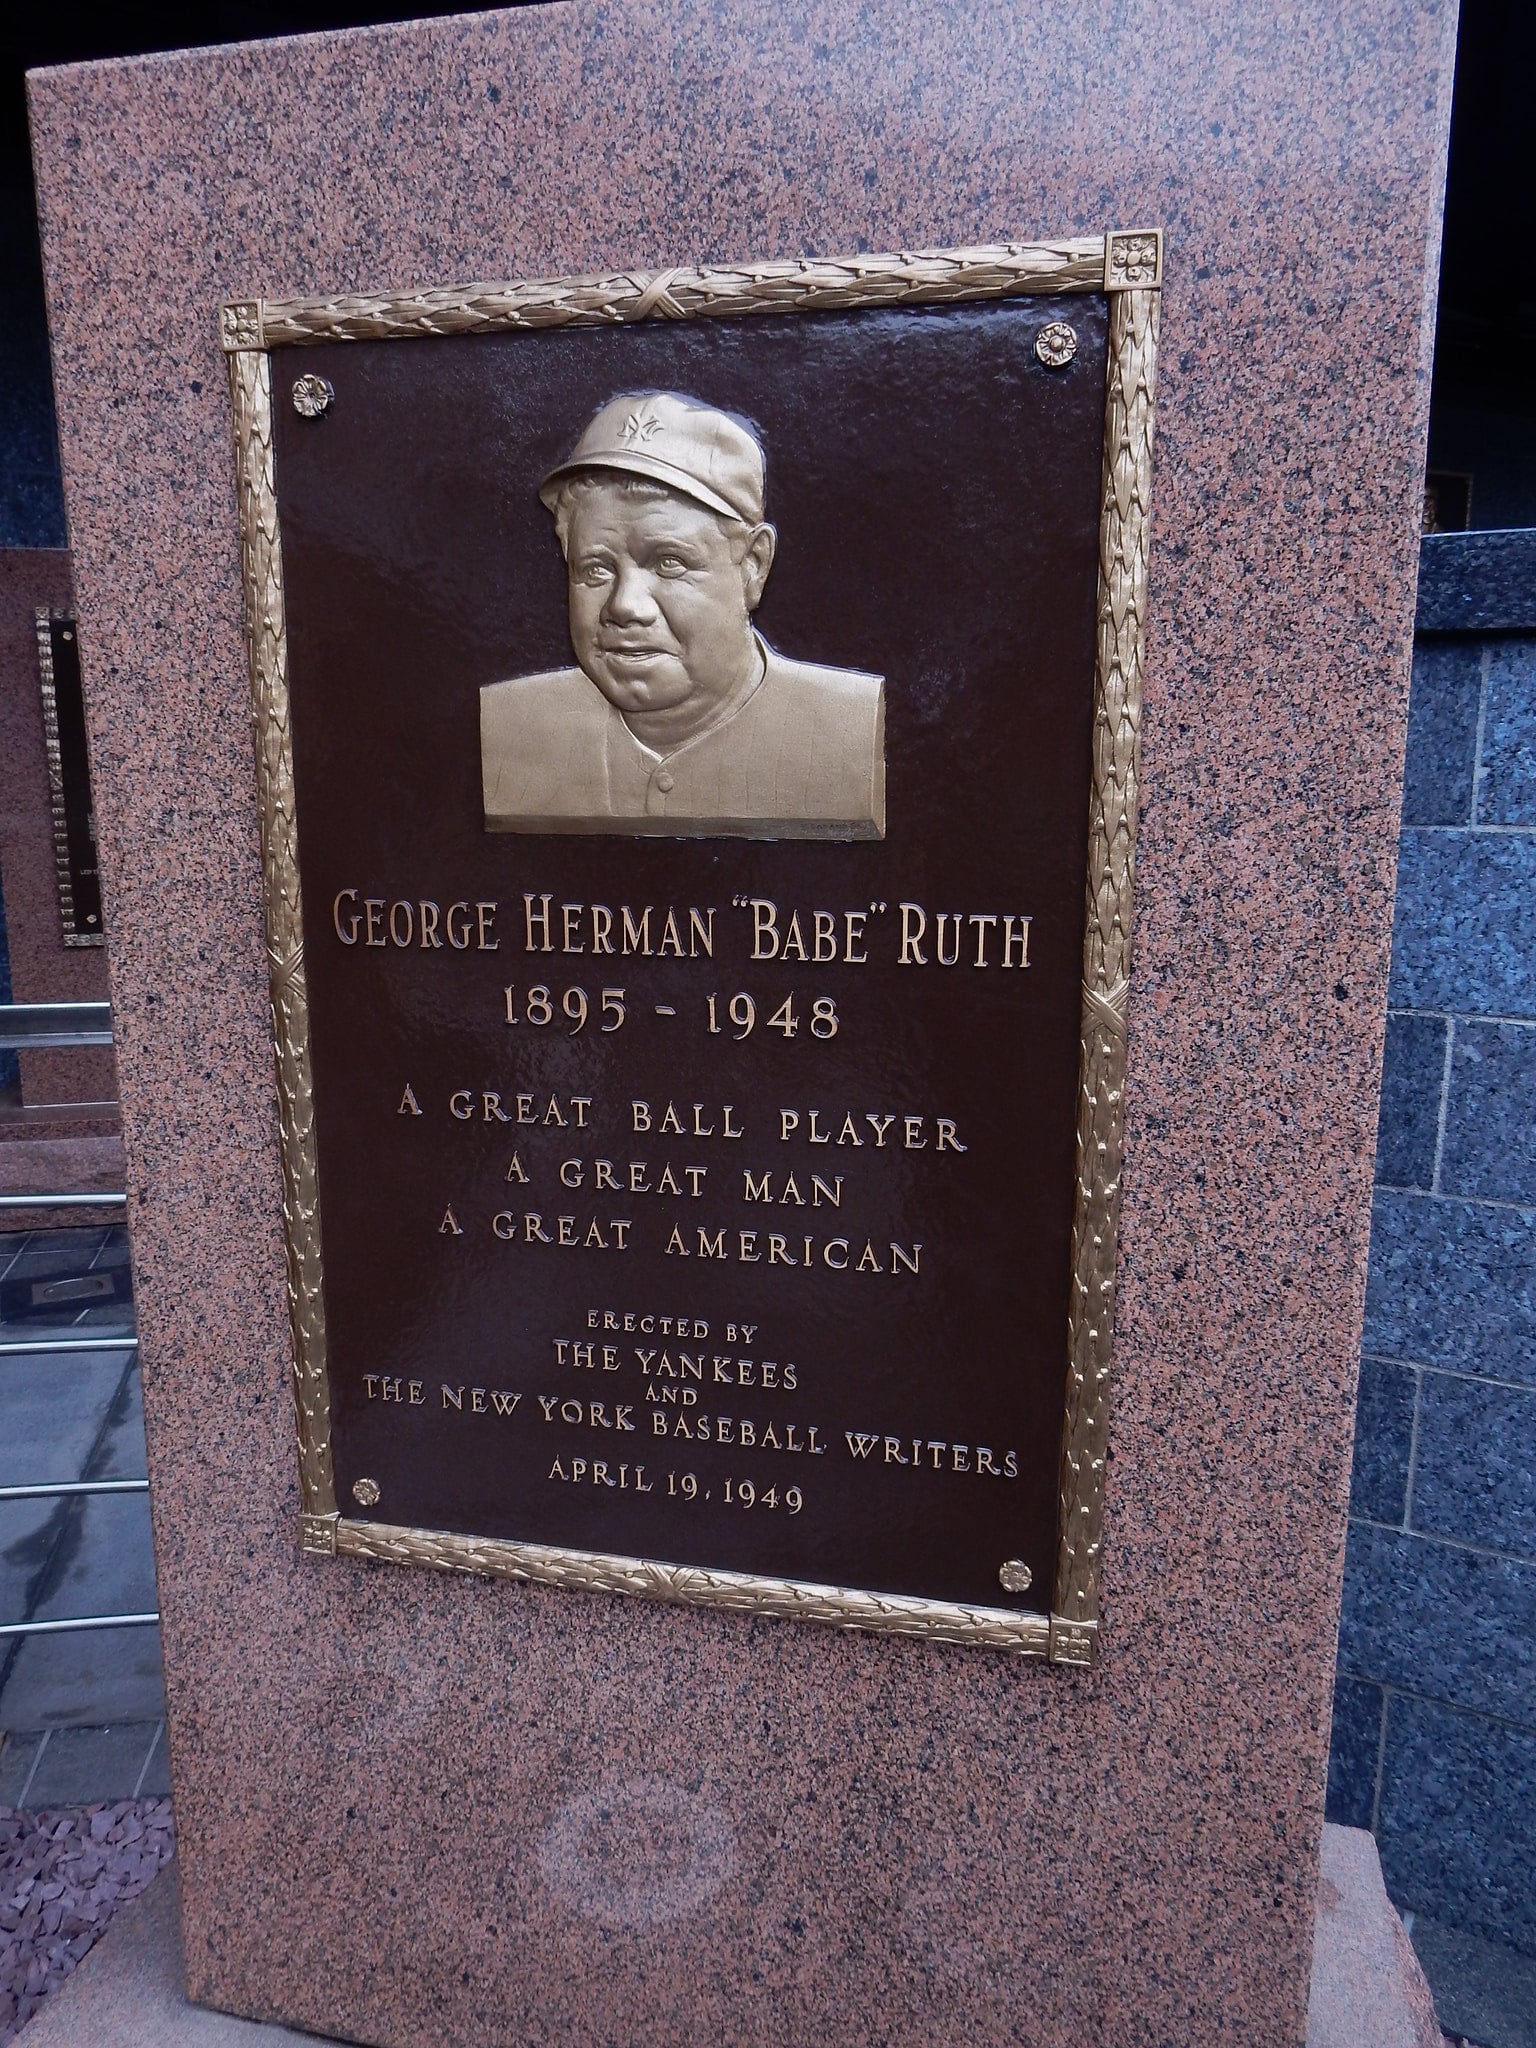 NY
GEORGE HERMAN "BABE" RUTH
1895 - 1948
A GREAT BALL PLAYER
A GREAT MAN
A GREAT AMERICAN
ERECTED BY
THE YANKEES
AND
THE NEW YORK BASEBALL WRITERS
APRIL 19, 1949